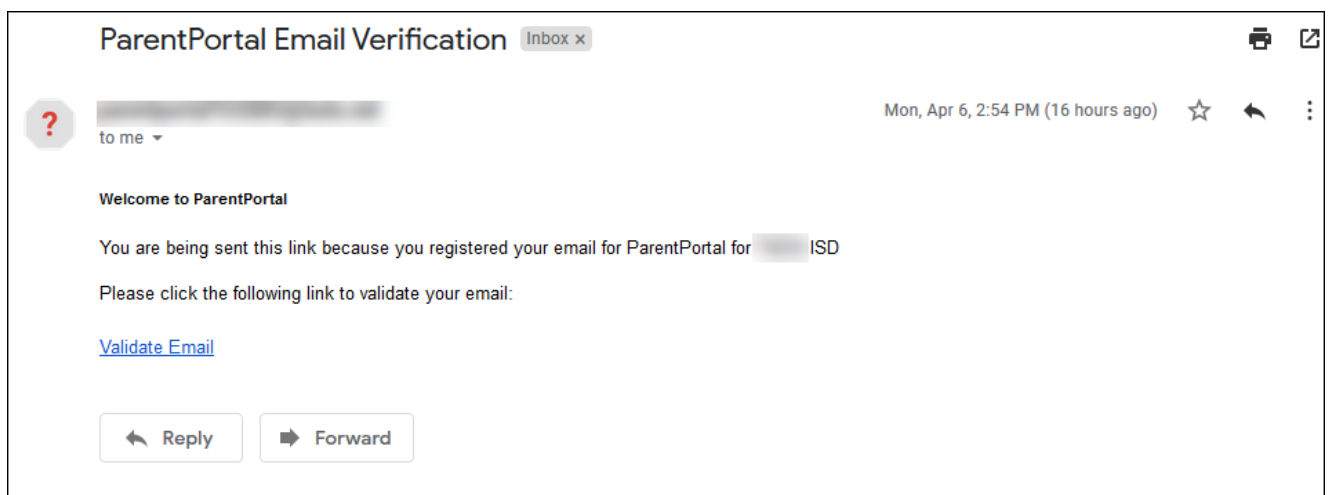 ParentPortal Email Verification Inbox x
?
Mon, Apr 6, 2:54 PM (16 hours ago)
to me
Welcome to ParentPortal
You are being sent this link because you registered your email for ParentPortal for ISD
Please click the following link to validate your email:
Validate Email
Reply Forward